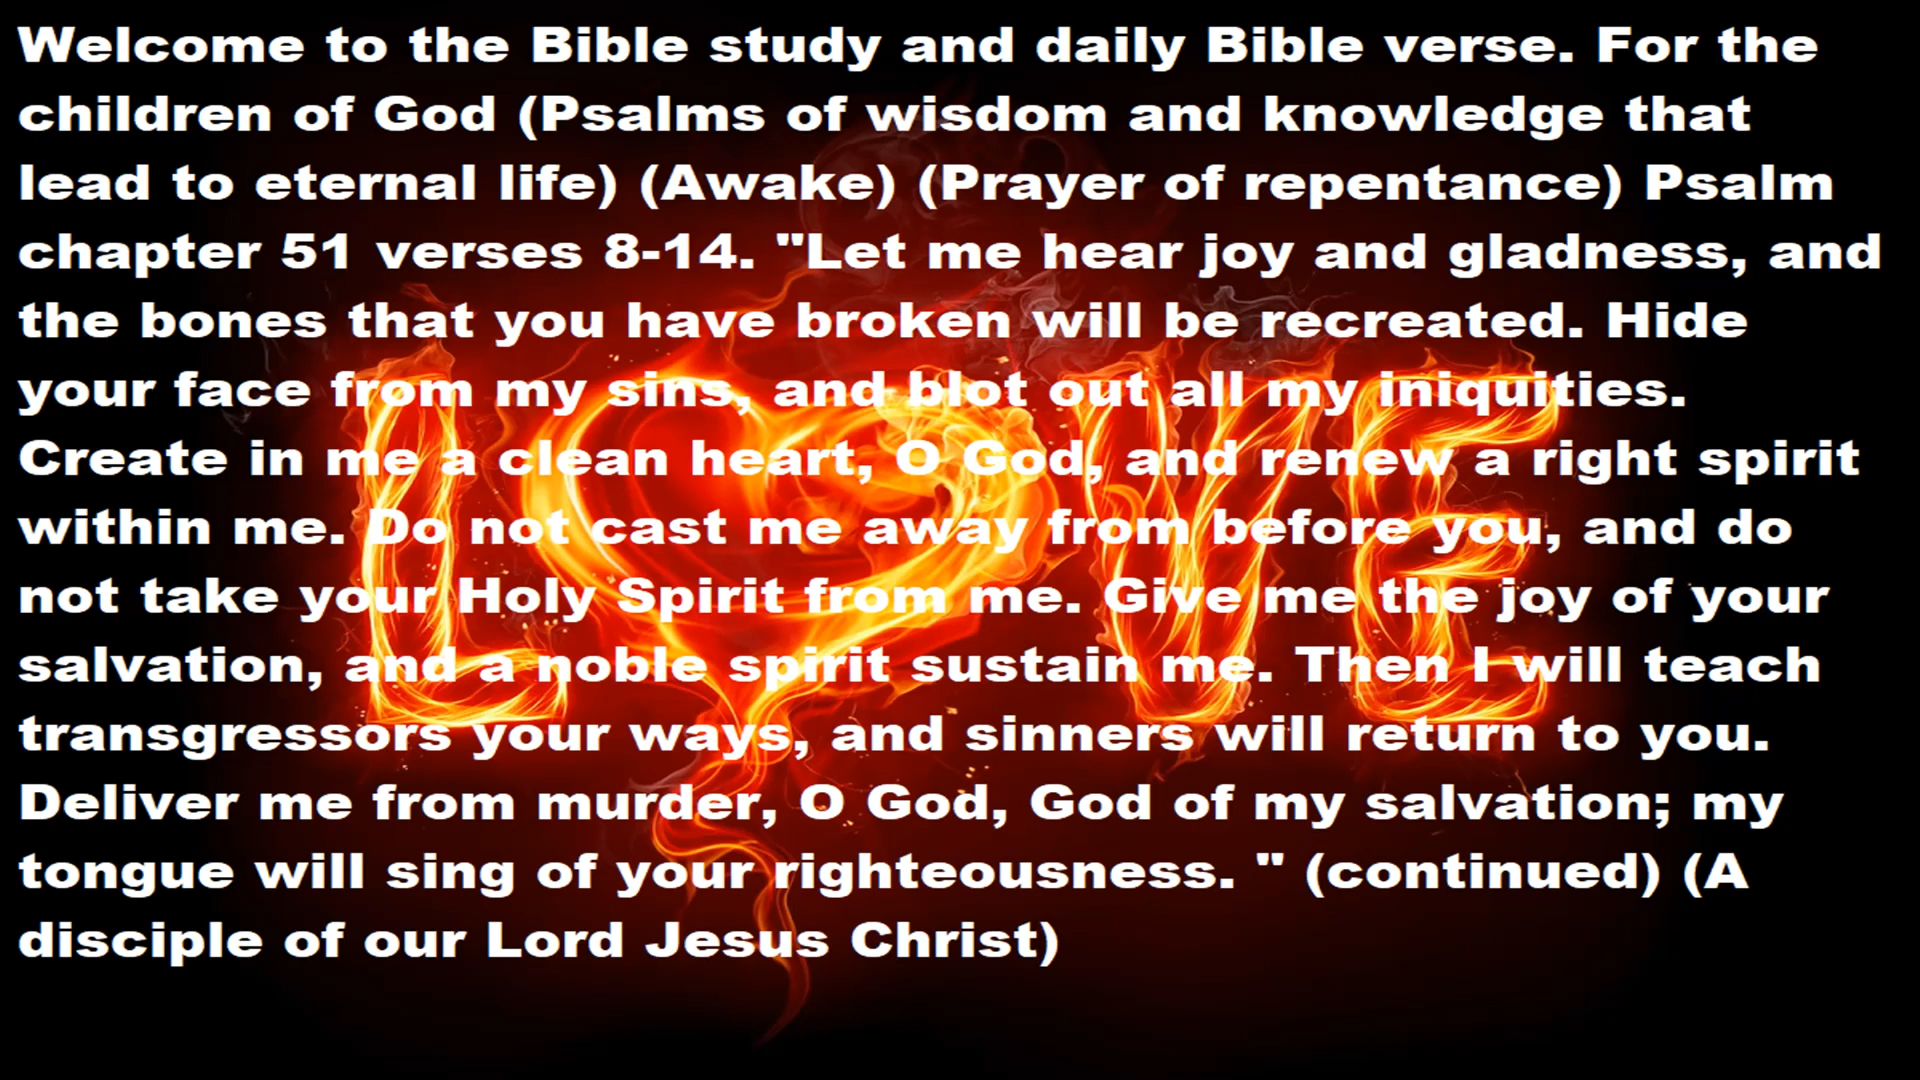 Welcome to the Bible study and daily Bible verse. For the
children of God (Psalms of wisdom and knowledge that
lead to eternal life) (Awake) (Prayer of repentance) Psalm
chapter 51 verses 8-14. "Let me hear joy and gladness, and
the bones that you have broken will be recreated. Hide
your face from my sins, and blot out all my iniquities.
Create in me a clean heart, O God, and renew a right spirit
within me. Do not cast me away from before you, and do
not take your Holy Spirit from me. Give me the joy of your
salvation, and a noble spirit sustain me. Then I will teach
transgressors your ways, and sinners will return to you.
Deliver me from murder, O God, God of my salvation; my
tongue will sing of your righteousness. " (continued) (A
disciple of our Lord Jesus Christ)
LOVE